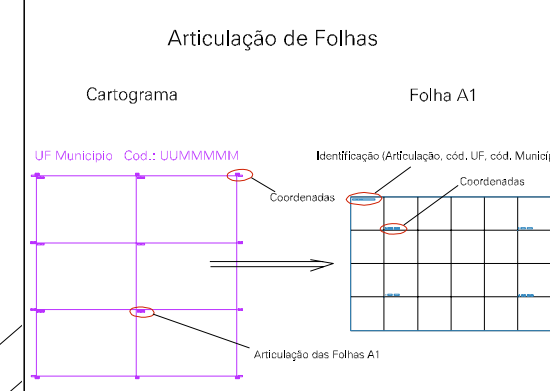 Articulação de Folhas
Cartograma
Folha A1
UF Municipio Cod.: UUMMMMM
Identificação (Articulação, cód. UF, cód. Municíp
Coordenadas
Coordenadas
Articulação das Folhas A1